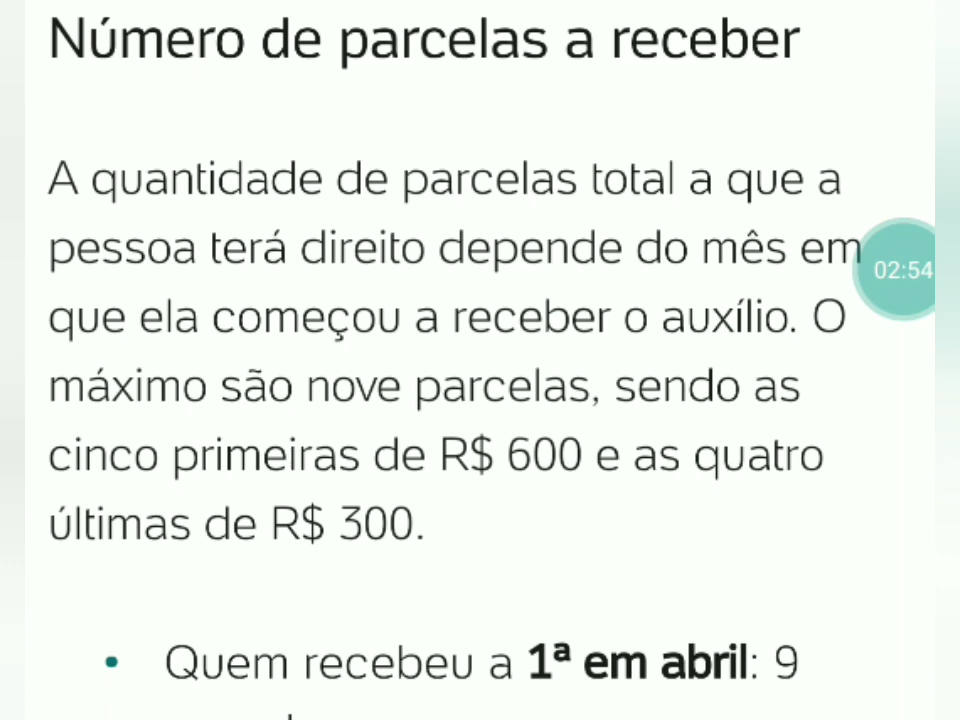 Número de parcelas a receber
A quantidade de parcelas total a que a
pessoa terá direito depende do mês em
02:54
que ela começou a receber o auxílio. O
máximo são nove parcelas, sendo as
cinco primeiras de R$ 600 e as quatro
últimas de R$ 300.
• Quem recebeu a 1ª em abril: 9